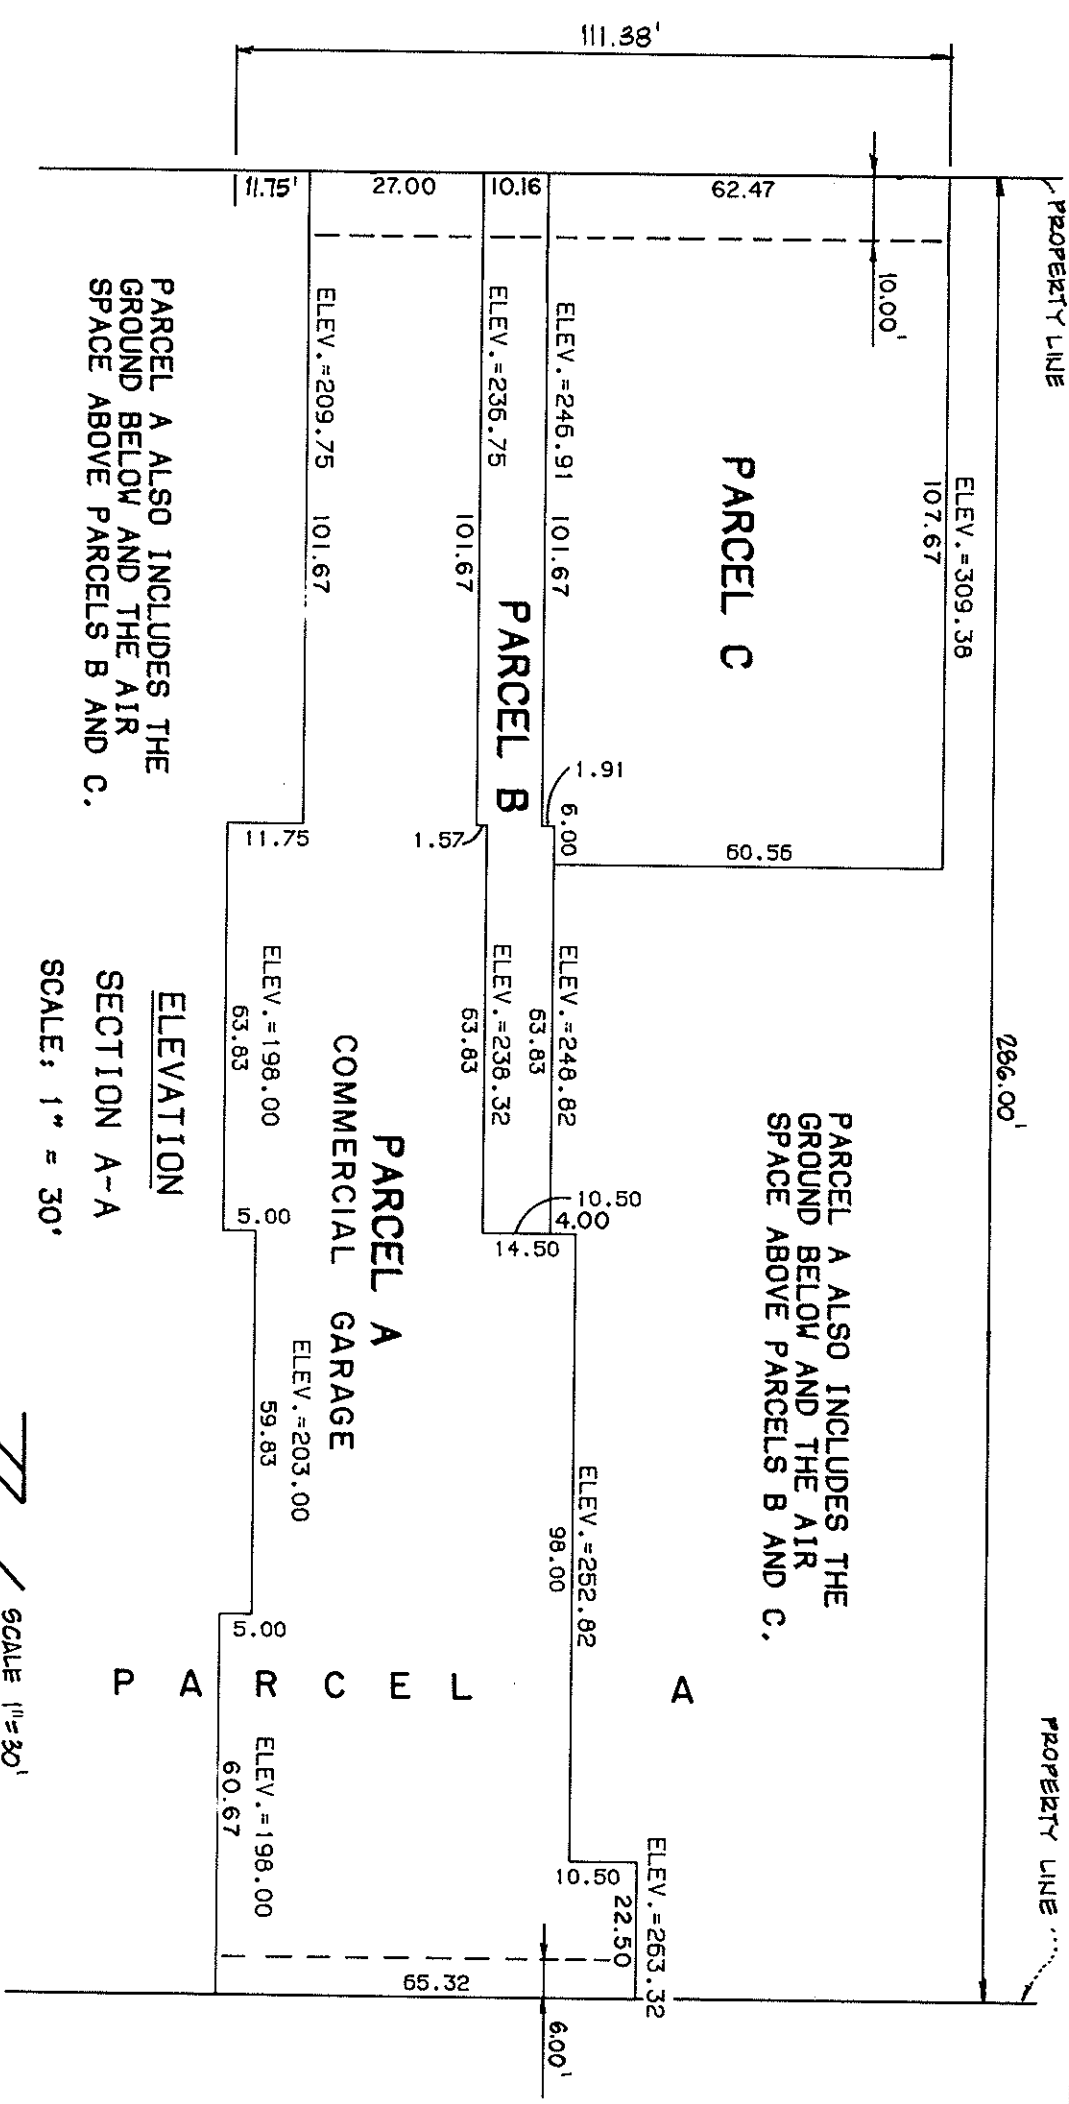 PROPERTY LINE
PROPERTY LINE
286.00'
111.38'
10.00'
ELEV.=309.38
107.67
62.47
PARCEL C
60.56
PARCEL A ALSO INCLUDES THE
GROUND BELOW AND THE AIR
SPACE ABOVE PARCELS B AND C.
ELEV.=246.91 101.67
1.91
6.00
10.16
PARCEL B
ELEV.=248.82
63.83
10.50
4.00
ELEV.=252.82
98.00
ELEV.=263.32
22.50
10.50
6.00'
ELEV.=236.75
101.67
1.57
ELEV.=238.32
63.83
14.50
27.00
PARCEL A
COMMERCIAL GARAGE
65.32
P A R C E L A
ELEV.=209.75 101.67
11.75'
11.75
ELEV.=198.00
63.83
5.00
ELEV.=203.00
59.83
5.00
ELEV.=198.00
60.67
PARCEL A ALSO INCLUDES THE
GROUND BELOW AND THE AIR
SPACE ABOVE PARCELS B AND C.
ELEVATION
SECTION A-A
SCALE: 1" = 30'
SCALE 1"=30'